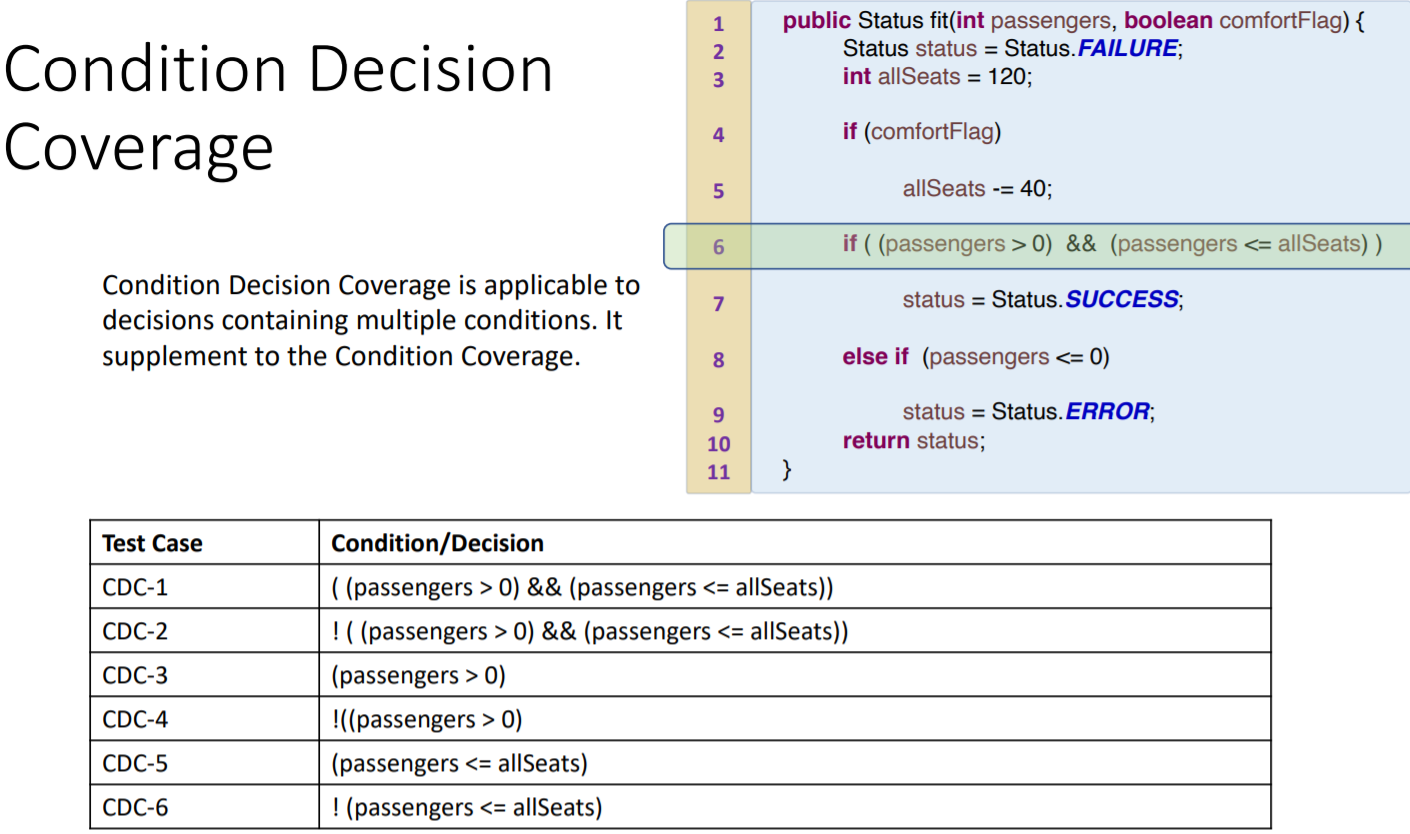 Condition Decision
Coverage
Condition Decision Coverage is applicable to
decisions containing multiple conditions. It
supplement to the Condition Coverage.
1 public Status fit(int passengers, boolean comfortFlag) {
2 Status status = Status.FAILURE;
3 int allSeats = 120;
4 if (comfortFlag)
5 allSeats -= 40;
6 if ( (passengers > 0) && (passengers <= allSeats) )
7 status = Status.SUCCESS;
8 else if (passengers <= 0)
9 status = Status.ERROR;
10 return status;
11 }
Test Case Condition/Decision
CDC-1 ( (passengers > 0) && (passengers <= allSeats))
CDC-2 ! ( (passengers > 0) && (passengers <= allSeats))
CDC-3 (passengers > 0)
CDC-4 !((passengers > 0)
CDC-5 (passengers <= allSeats)
CDC-6 ! (passengers <= allSeats)